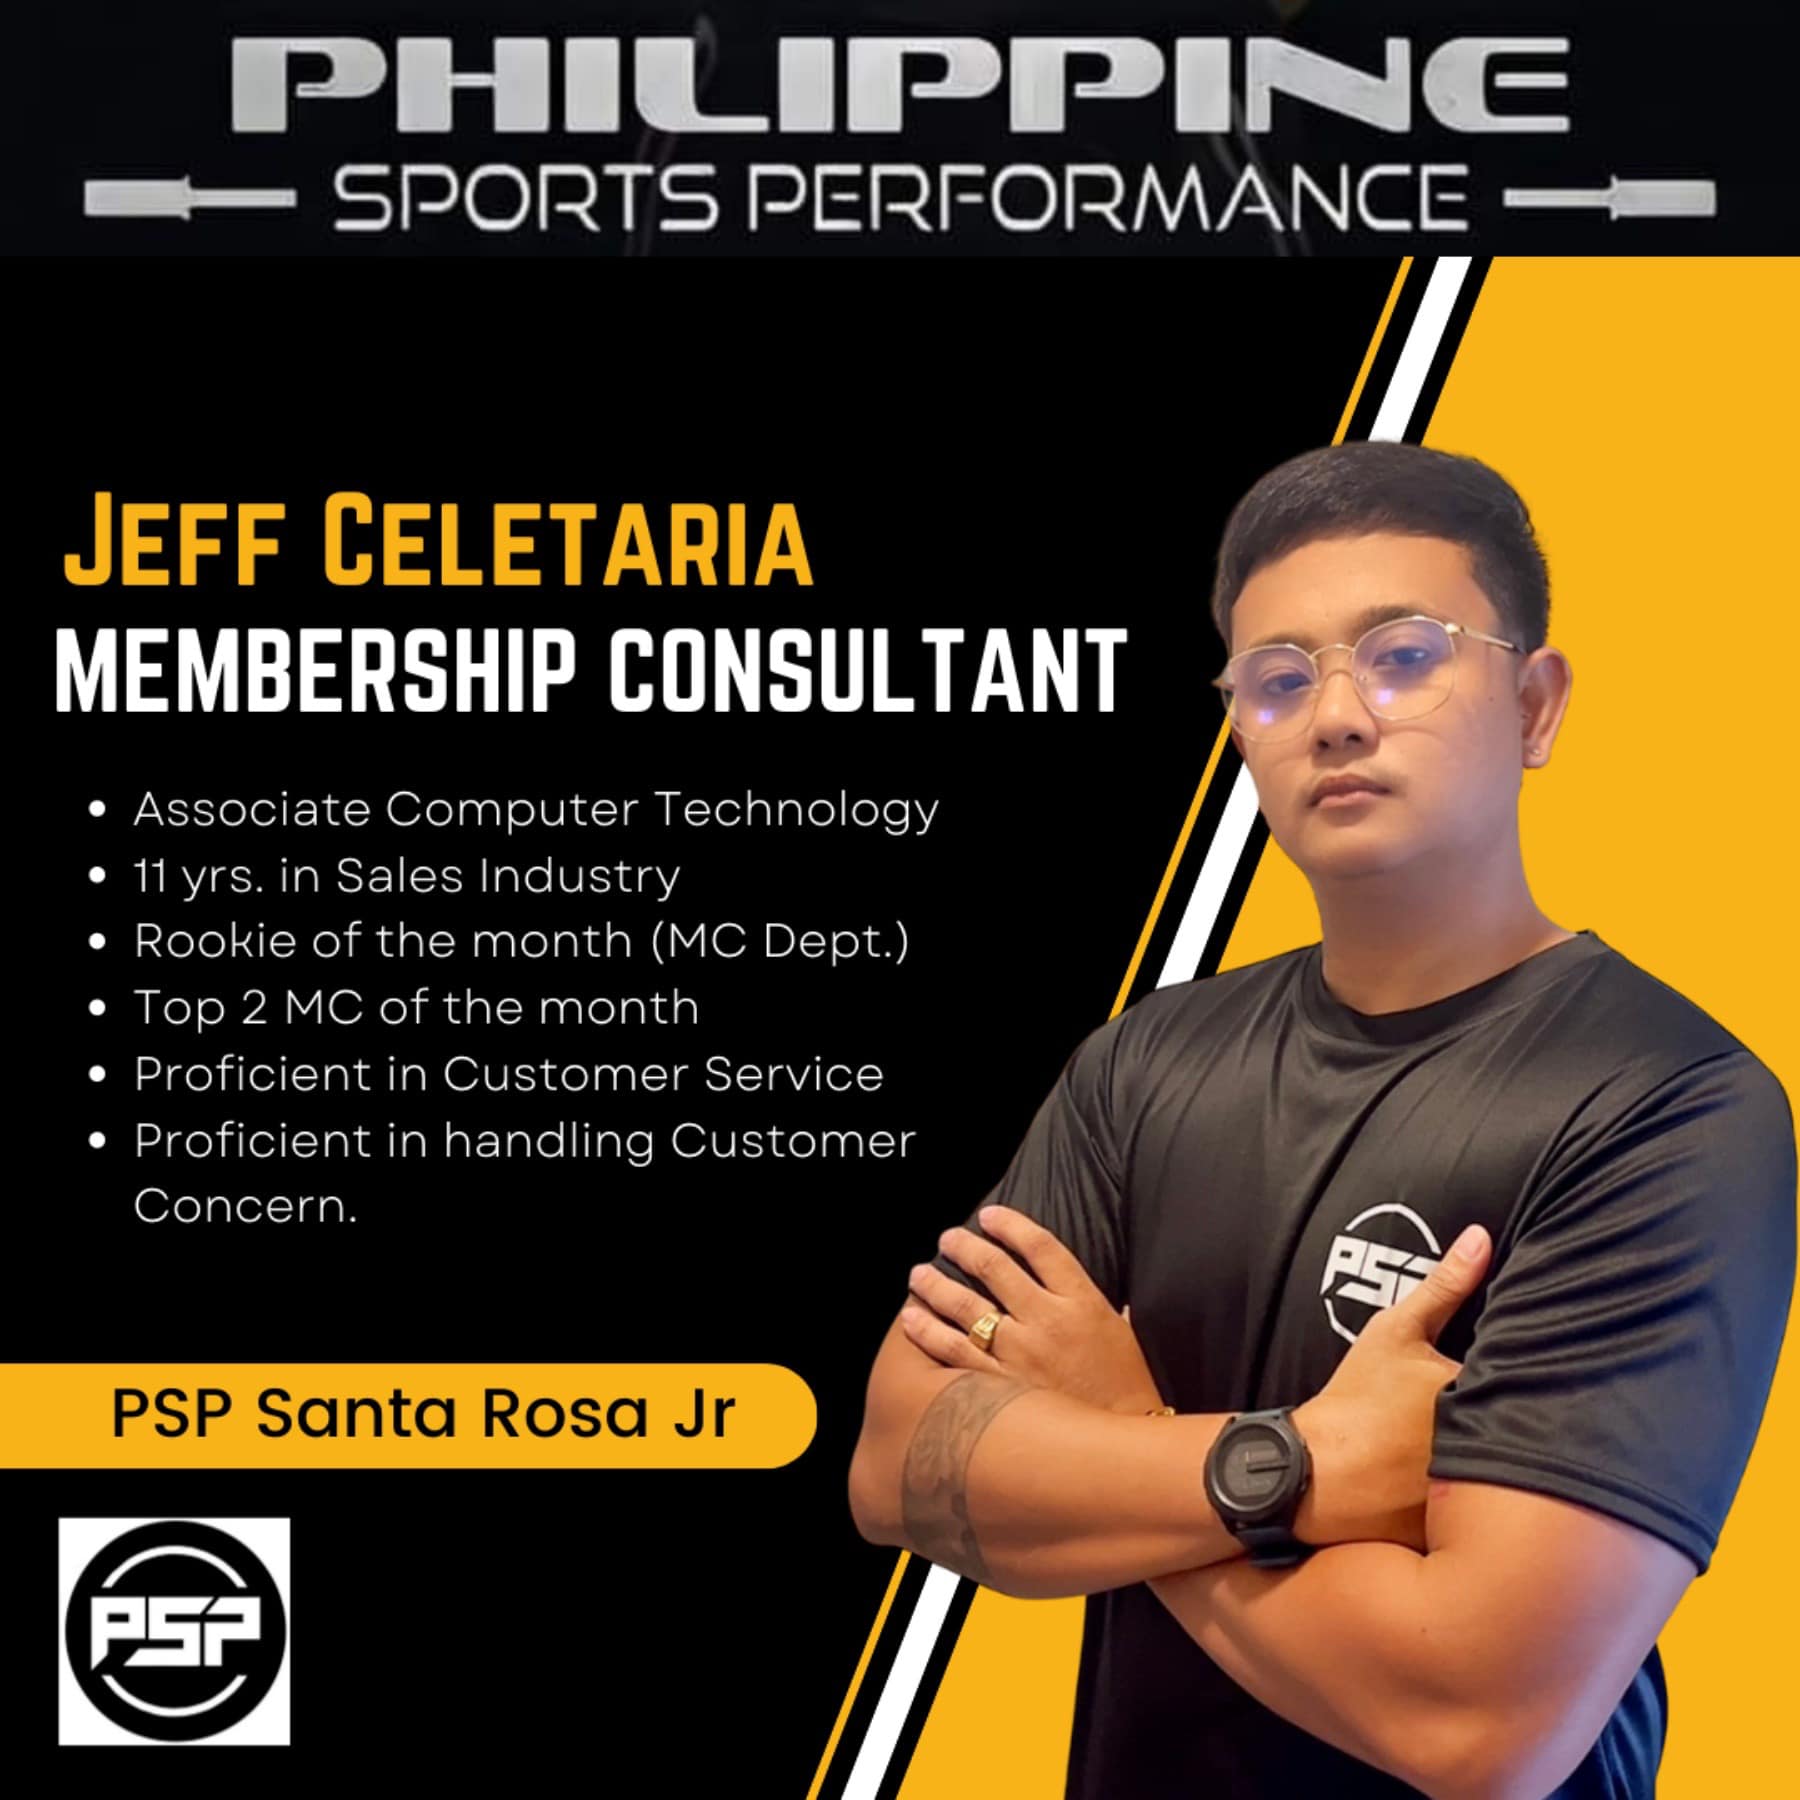 PHILIPPINE
SPORTS PERFORMANCE
JEFF CELETARIA
MEMBERSHIP CONSULTANT
• Associate Computer Technology
• 11 yrs. in Sales Industry
• Rookie of the month (MC Dept.)
• Top 2 MC of the month
• Proficient in Customer Service
• Proficient in handling Customer
Concern.
PSP
PSP Santa Rosa Jr
PSP